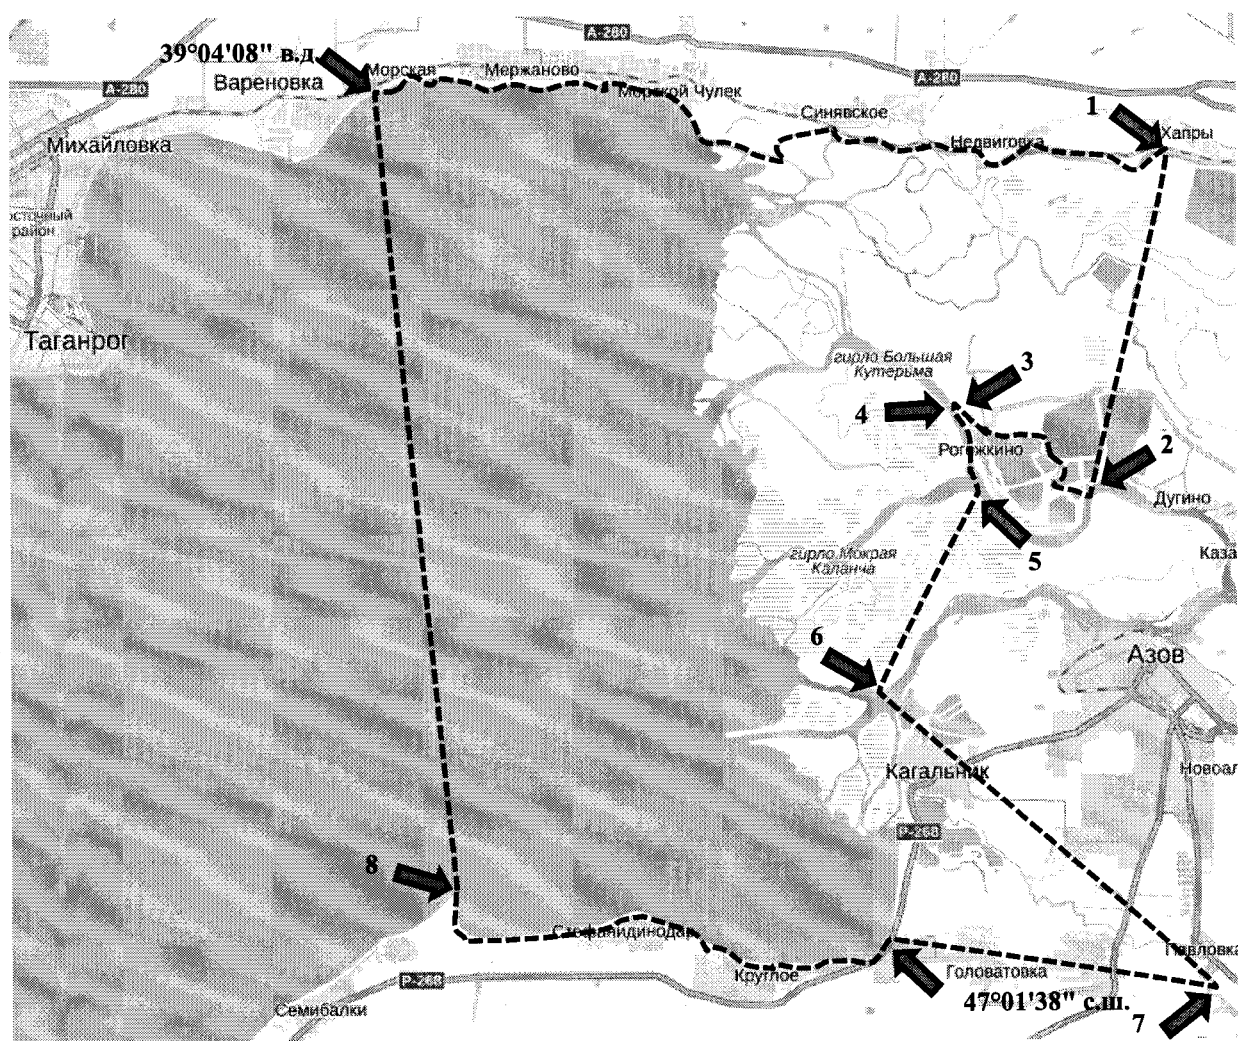 А-280
39°04'08" в.д.
Морская
Мержаново
А-280
А-280
Вареновка
Морской Чулек
Синявское
1
Хапры
Михайловка
Недвиговка
район
Таганрог
гирло Большая
Кутерьма
3
4
Рогожкино
2
Дугино
гирло Мокрая
Каланча
5
Каза
6
Азов
Кагальник
Новоал
Р-268
8
Стефанидинодар
Павловка
Круглое
Головатовка
Р-268
47°01'38" с.ш.
Семибалки
7